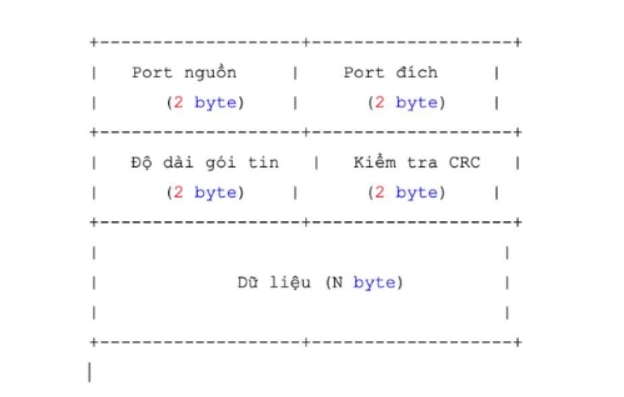 +--------------------+--------------------+
| Port nguồn | Port đích |
| (2 byte) | (2 byte) |
+--------------------+--------------------+
| Độ dài gói tin | Kiểm tra CRC |
| (2 byte) | (2 byte) |
+--------------------+--------------------+
| |
| Dữ liệu (N byte) |
| |
+--------------------+--------------------+
|